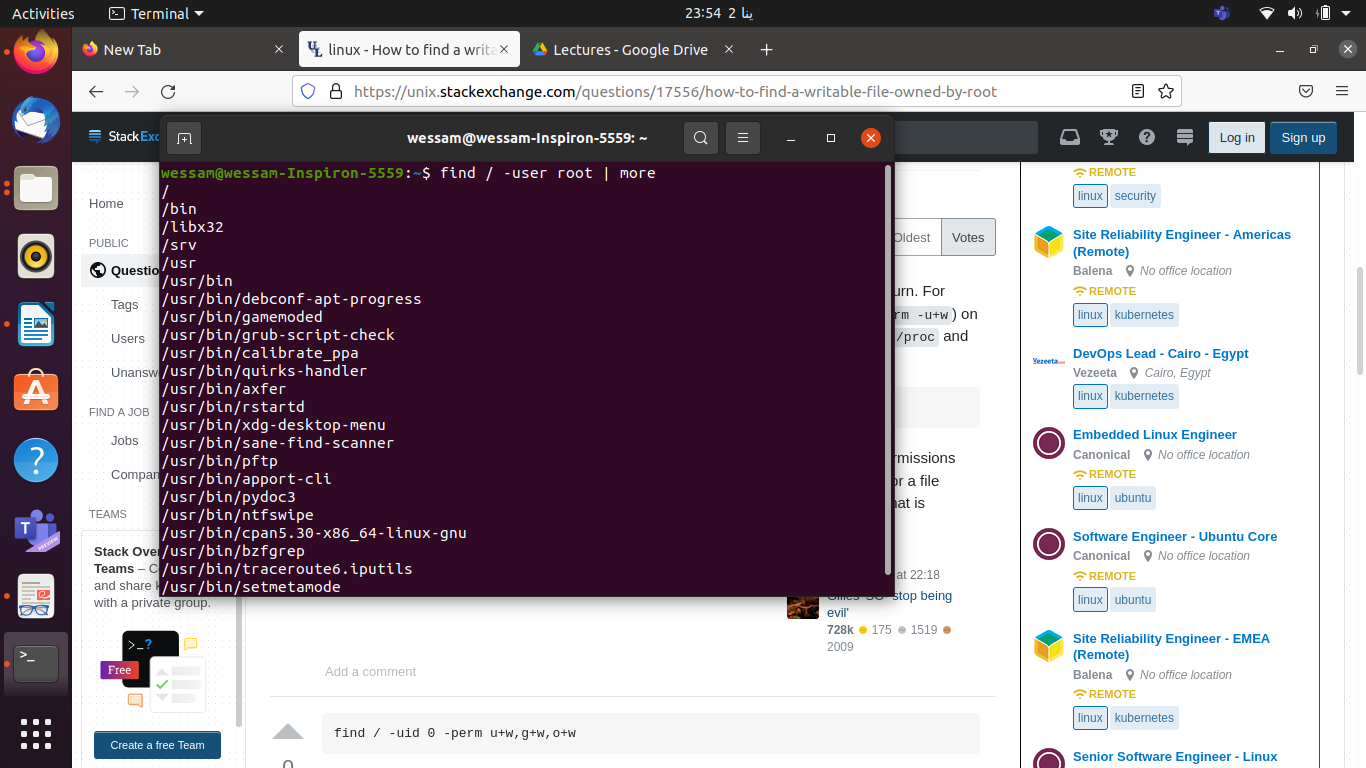 Activities
Terminal
23:54 2 ينا
New Tab
linux - How to find a writa
Lectures - Google Drive
https://unix.stackexchange.com/questions/17556/how-to-find-a-writable-file-owned-by-root
StackExc
Log in
Sign up
wessam@wessam-Inspiron-5559: ~
wessam@wessam-Inspiron-5559:~$ find / -user root | more
/
/bin
/libx32
/srv
/usr
/usr/bin
/usr/bin/debconf-apt-progress
/usr/bin/gamemoded
/usr/bin/grub-script-check
/usr/bin/calibrate_ppa
/usr/bin/quirks-handler
/usr/bin/axfer
/usr/bin/rstartd
/usr/bin/xdg-desktop-menu
/usr/bin/sane-find-scanner
/usr/bin/pftp
/usr/bin/apport-cli
/usr/bin/pydoc3
/usr/bin/ntfswipe
/usr/bin/cpan5.30-x86_64-linux-gnu
/usr/bin/bzfgrep
/usr/bin/traceroute6.iputils
/usr/bin/setmetamode
Home
PUBLIC
Questio
Tags
Users
Unansw
FIND A JOB
Jobs
Compan
TEAMS
Stack Over
Teams – C
and share k
with a private group.
>_?
Free
Create a free Team
PREVIEW
Oldest
Votes
urn. For
rm -u+w) on
/proc and
rmissions
or a file
at is
at 22:18
Gilles 'SO- stop being
evil'
728k 175 1519
2009
Add a comment
find / -uid 0 -perm u+w,g+w,o+w
0
REMOTE
linux security
Site Reliability Engineer - Americas
(Remote)
Balena No office location
REMOTE
linux kubernetes
DevOps Lead - Cairo - Egypt
Vezeeta
Vezeeta Cairo, Egypt
linux kubernetes
Embedded Linux Engineer
Canonical No office location
REMOTE
linux ubuntu
Software Engineer - Ubuntu Core
Canonical No office location
REMOTE
linux ubuntu
Site Reliability Engineer - EMEA
(Remote)
Balena No office location
REMOTE
linux kubernetes
Senior Software Engineer - Linux